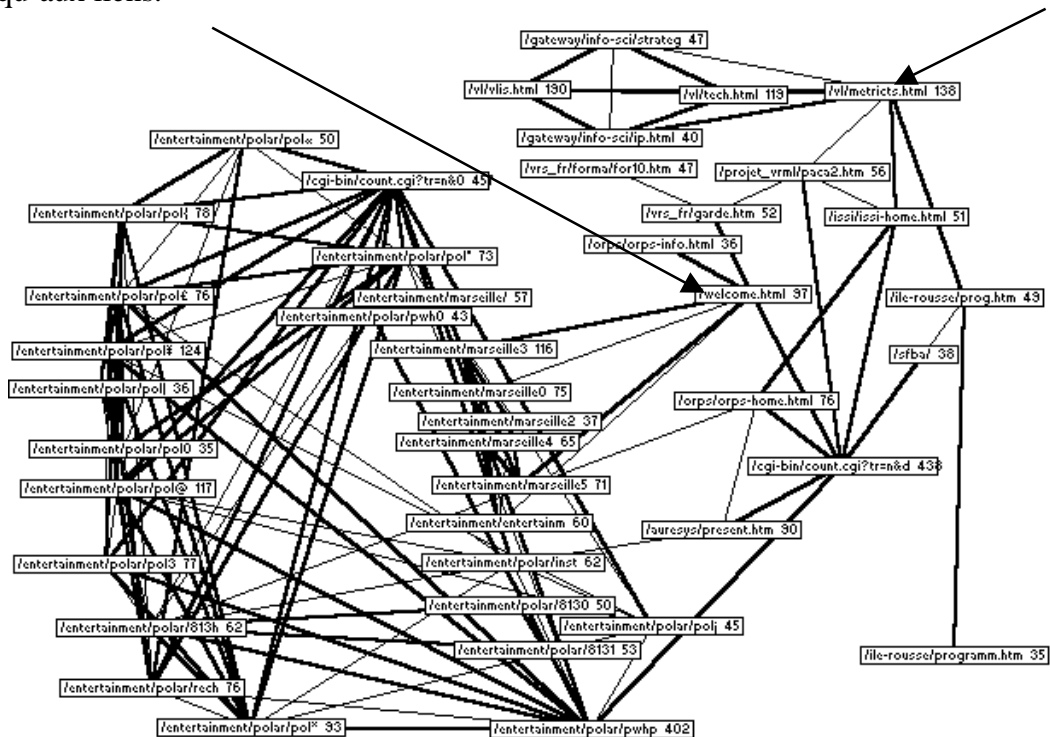 qu'aux liens.
/gateway/info-sci/strateg 47
/vl/vlis.html 190
/vl/tech.html 119
/vl/metricts.html 138
/gateway/info-sci/ip.html 40
/entertainment/polar/pol« 50
/vrs_fr/forma/for10.htm 47
/projet_vrml/paca2.htm 56
/cgi-bin/count.cgi?tr=n&0 45
/entertainment/polar/pol{ 78
/vrs_fr/garde.htm 52
/issi/issi-home.html 51
/orps/orps-info.html 36
/entertainment/polar/pol" 73
/entertainment/polar/pol£ 76
/entertainment/marseille/ 57
/welcome.html 97
/ile-rousse/prog.htm 49
/entertainment/polar/pwh0 43
/entertainment/polar/pol¥ 124
/entertainment/marseille3 116
/sfba/ 38
/entertainment/polar/pol| 36
/entertainment/marseille0 75
/orps/orps-home.html 76
/entertainment/marseille2 37
/entertainment/polar/pol0 35
/entertainment/marseille4 65
/cgi-bin/count.cgi?tr=n&d 438
/entertainment/polar/pol@ 117
/entertainment/marseille5 71
/entertainment/entertainm 60
/auresys/present.htm 90
/entertainment/polar/pol3 77
/entertainment/polar/inst 62
/entertainment/polar/8130 50
/entertainment/polar/813h 62
/entertainment/polar/polj 45
/entertainment/polar/8131 53
/ile-rousse/programm.htm 35
/entertainment/polar/rech 76
/entertainment/polar/pol* 93
/entertainment/polar/pwhp 402